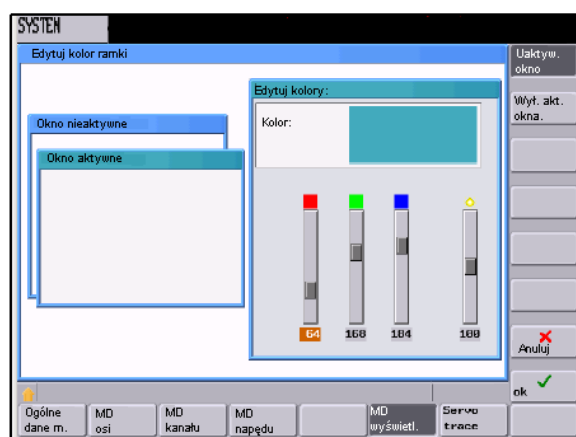 SYSTEM
Edytuj kolor ramki
Uaktyw.
okno
Edytuj kolory:
Wył. akt.
okna.
Okno nieaktywne
Kolor:
Okno aktywne
64 168 184 100
Anuluj
ok
Ogólne
dane m.
MD
osi
MD
kanału
MD
napędu
MD
wyświetl.
Servo
trace